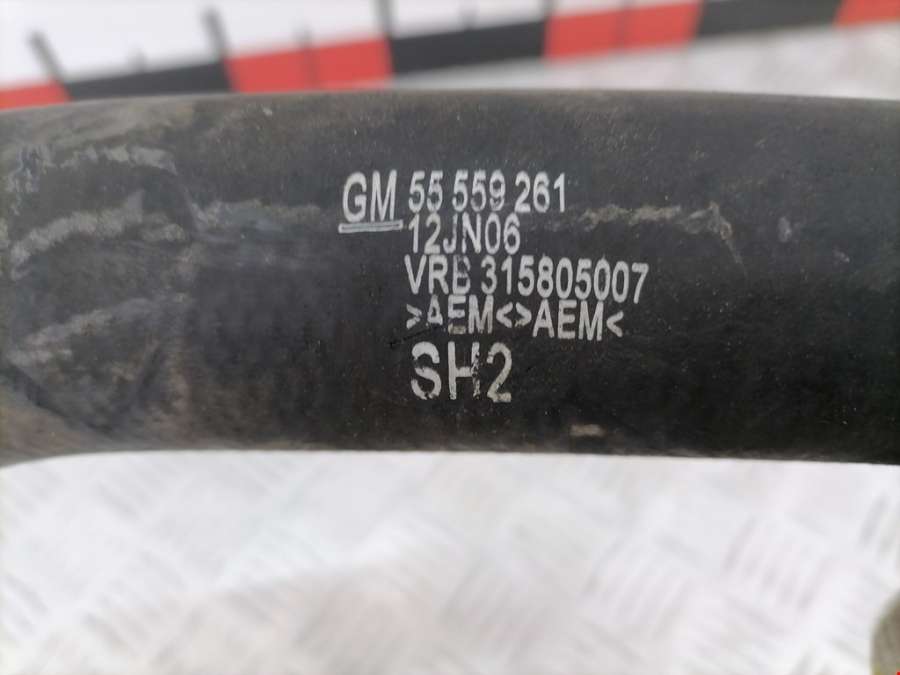 GM 55 559 261
12JN06
VRB 315805007
>AEM<>AEM<
SH2